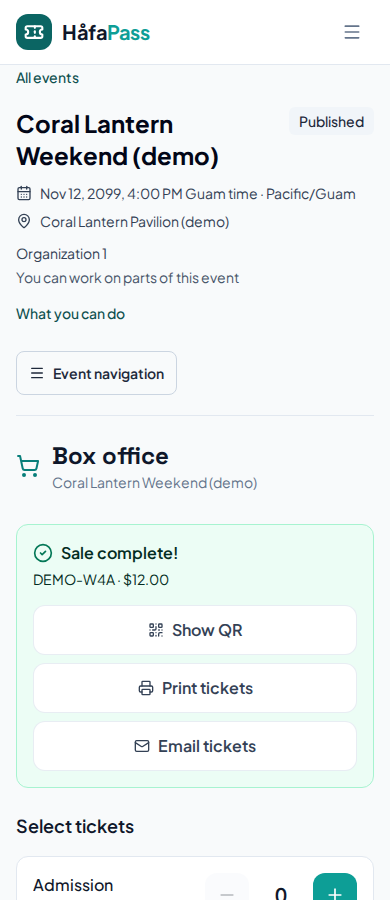 HåfaPass
All events
Coral Lantern
Weekend (demo)
Published
Nov 12, 2099, 4:00 PM Guam time · Pacific/Guam
Coral Lantern Pavilion (demo)
Organization 1
You can work on parts of this event
What you can do
Event navigation
Box office
Coral Lantern Weekend (demo)
Sale complete!
DEMO-W4A · $12.00
Show QR
Print tickets
Email tickets
Select tickets
Admission
0